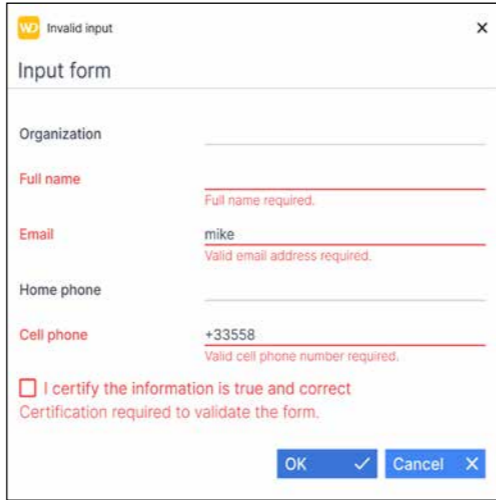 WD Invalid input
Input form
Organization
Full name
Full name required.
Email mike
Valid email address required.
Home phone
Cell phone +33558
Valid cell phone number required.
I certify the information is true and correct
Certification required to validate the form.
OK Cancel